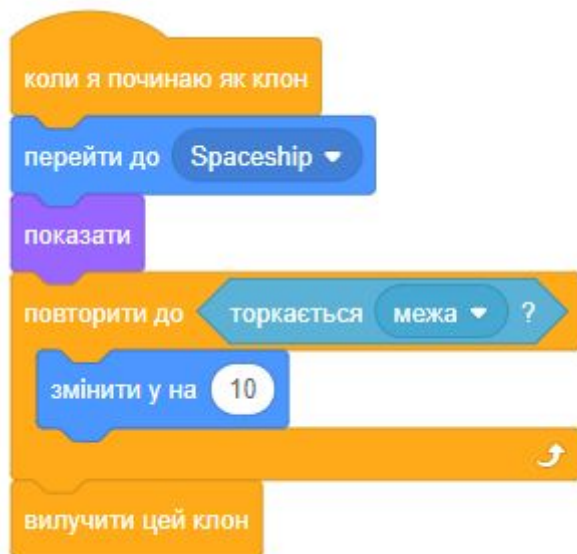 коли я починаю як клон
перейти до Spaceship
показати
повторити до торкається межа ?
змінити y на 10
вилучити цей клон